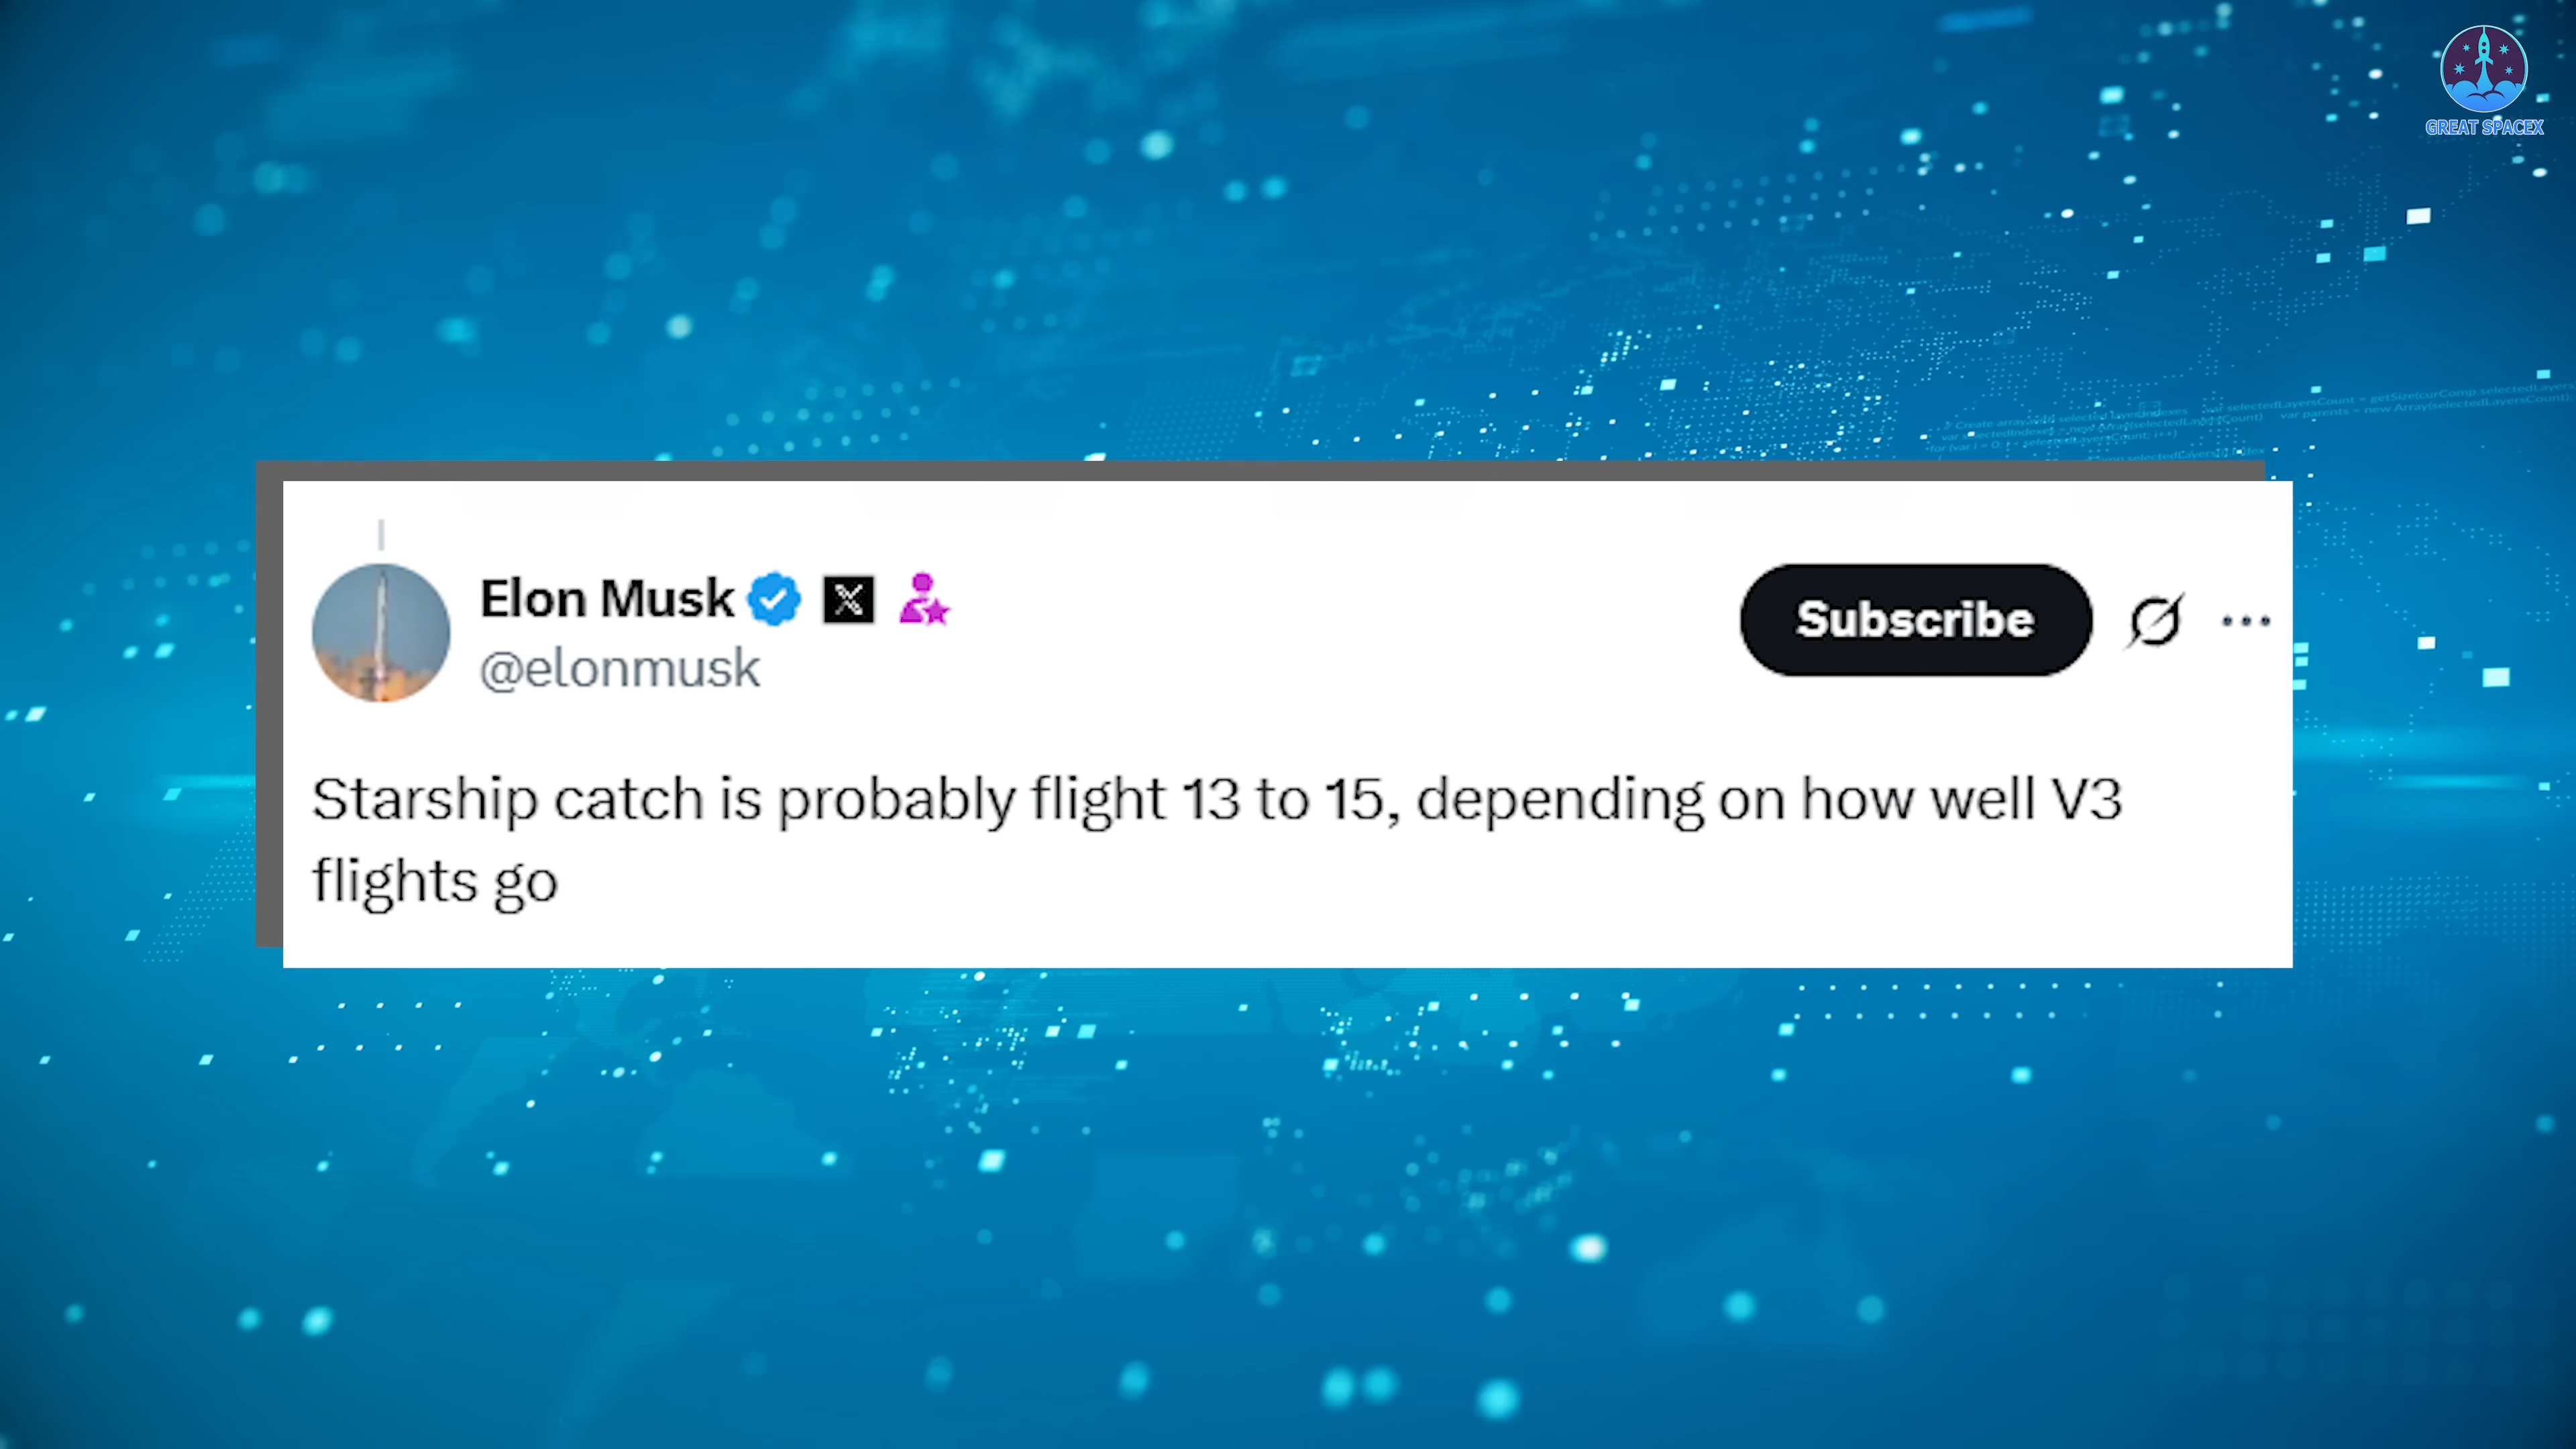 GREAT SPACEX
Elon Musk
Subscribe
@elonmusk
Starship catch is probably flight 13 to 15, depending on how well V3
flights go